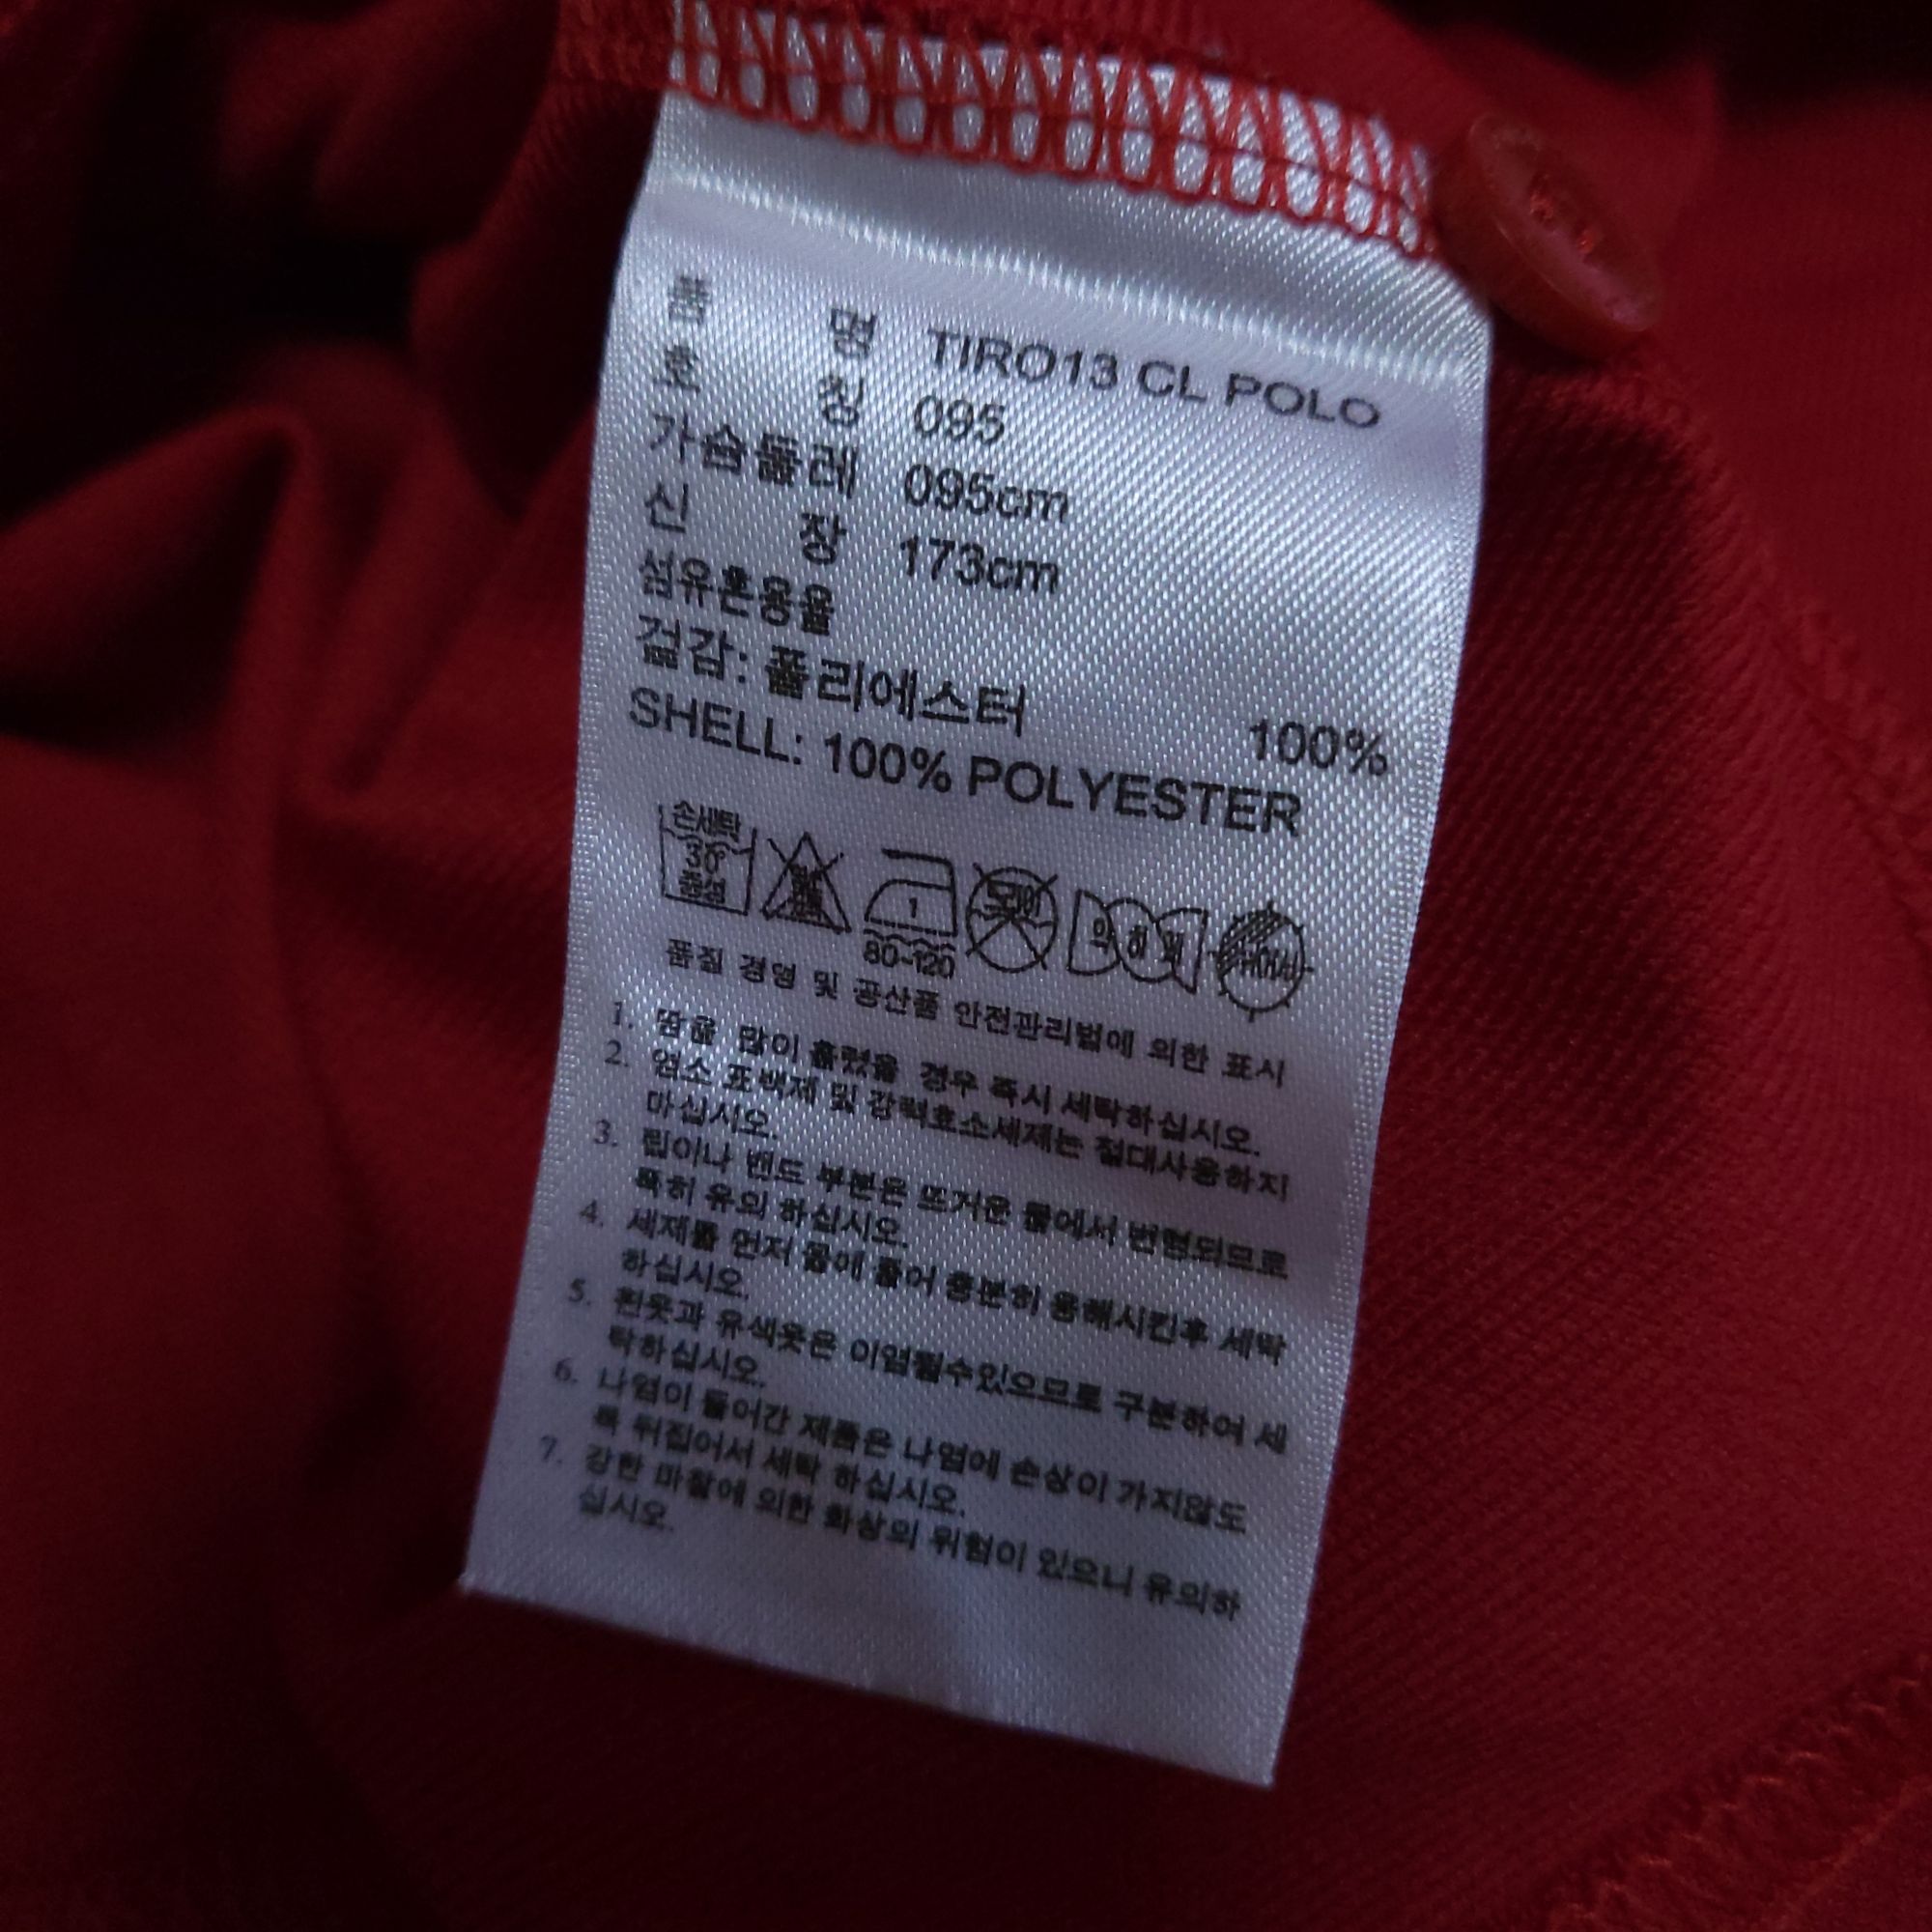 품 명 TIRO13 CL POLO
호 칭 095
가슴둘레 095cm
신 장 173cm
섬유혼용율
겉감: 폴리에스터 100%
SHELL: 100% POLYESTER
손세탁
30°
중성
1
80~120
드라이
약하게
품질 경영 및 공산품 안전관리법에 의한 표시
1. 땀을 많이 흘렸을 경우 즉시 세탁하십시오.
2. 염소 표백제 및 강력효소세제는 절대사용하지
마십시오.
3. 립이나 밴드 부분은 뜨거운 물에서 변형되므로
특히 유의 하십시오.
4. 세제를 먼저 물에 풀어 충분히 용해시킨후 세탁
하십시오.
5. 흰옷과 유색옷은 이염될수있으므로 구분하여 세
탁하십시오.
6. 나염이 들어간 제품은 나염에 손상이 가지않도
록 뒤집어서 세탁 하십시오.
7. 강한 마찰에 의한 화상의 위험이 있으니 유의하
십시오.